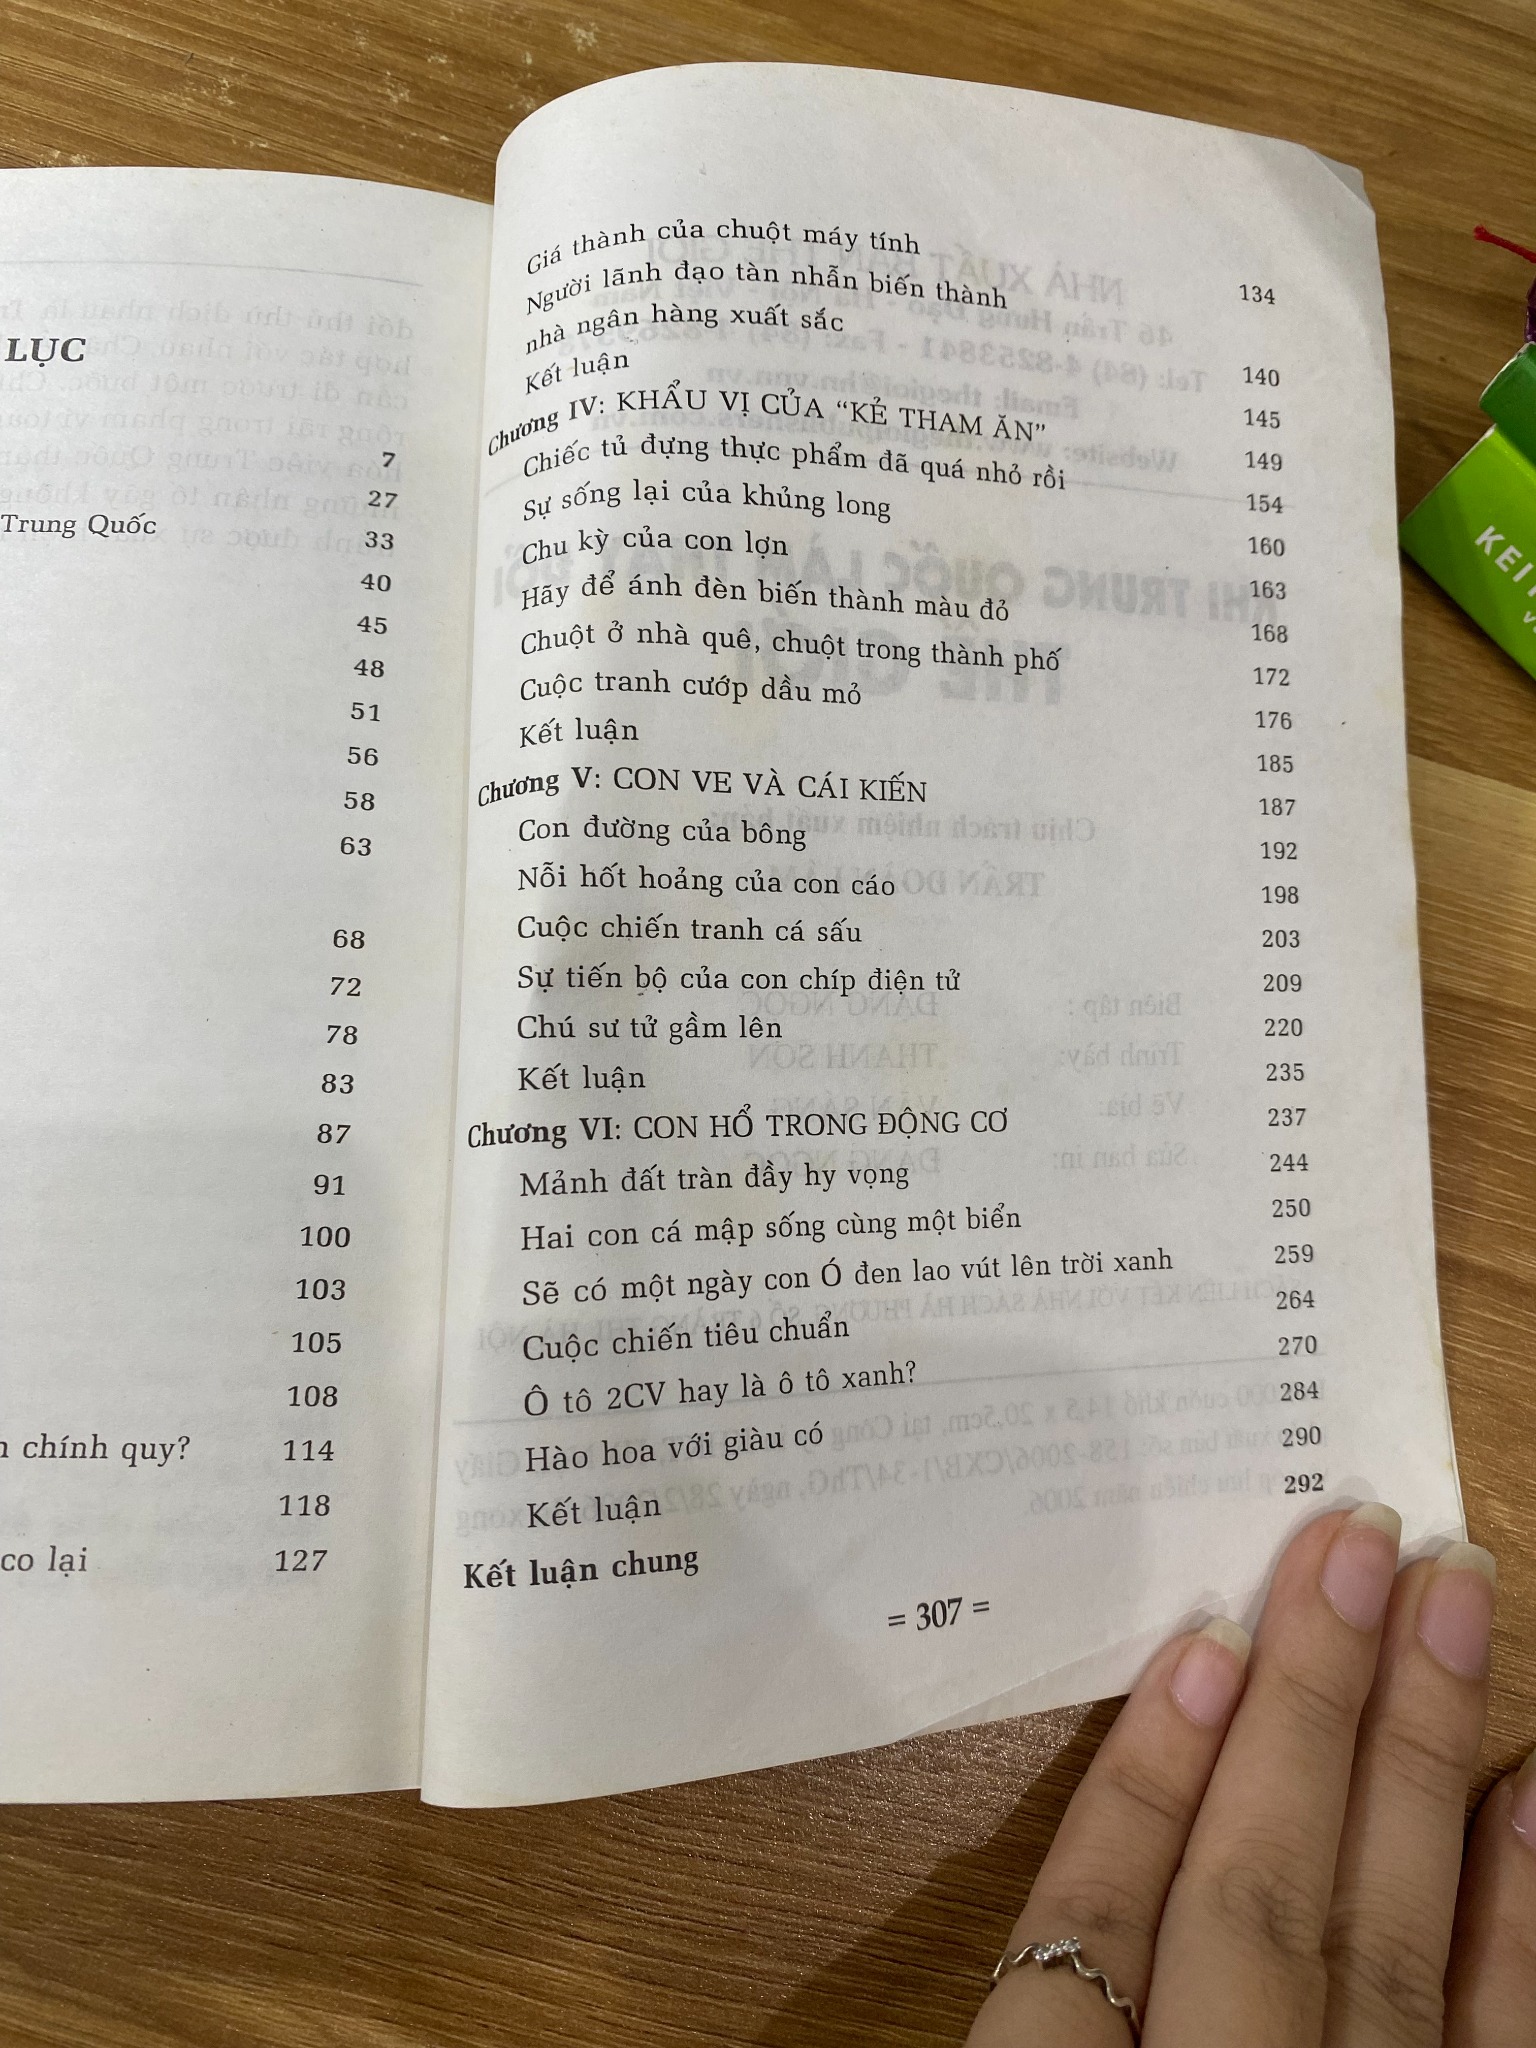 LỤC
7
27
Trung Quốc 33
40
45
48
51
56
58
63
68
72
78
83
87
91
100
103
105
108
chính quy? 114
118
co lại 127
Giá thành của chuột máy tính 134
Người lãnh đạo tàn nhẫn biến thành
nhà ngân hàng xuất sắc 140
Kết luận 145
Chương IV: KHẨU VỊ CỦA “KẺ THAM ĂN” 149
Chiếc tủ đựng thực phẩm đã quá nhỏ rồi 154
Sự sống lại của khủng long 160
Chu kỳ của con lợn 163
Hãy để ánh đèn biến thành màu đỏ 168
Chuột ở nhà quê, chuột trong thành phố 172
Cuộc tranh cướp dầu mỏ 176
Kết luận 185
Chương V: CON VE VÀ CÁI KIẾN 187
Con đường của bông 192
Nỗi hốt hoảng của con cáo 198
Cuộc chiến tranh cá sấu 203
Sự tiến bộ của con chíp điện tử 209
Chú sư tử gầm lên 220
Kết luận 235
Chương VI: CON HỔ TRONG ĐỘNG CƠ 237
Mảnh đất tràn đầy hy vọng 244
Hai con cá mập sống cùng một biển 250
Sẽ có một ngày con Ó đen lao vút lên trời xanh 259
Cuộc chiến tiêu chuẩn 264
Ô tô 2CV hay là ô tô xanh? 270
Hào hoa với giàu có 284
Kết luận 290
Kết luận chung 292
= 307 =